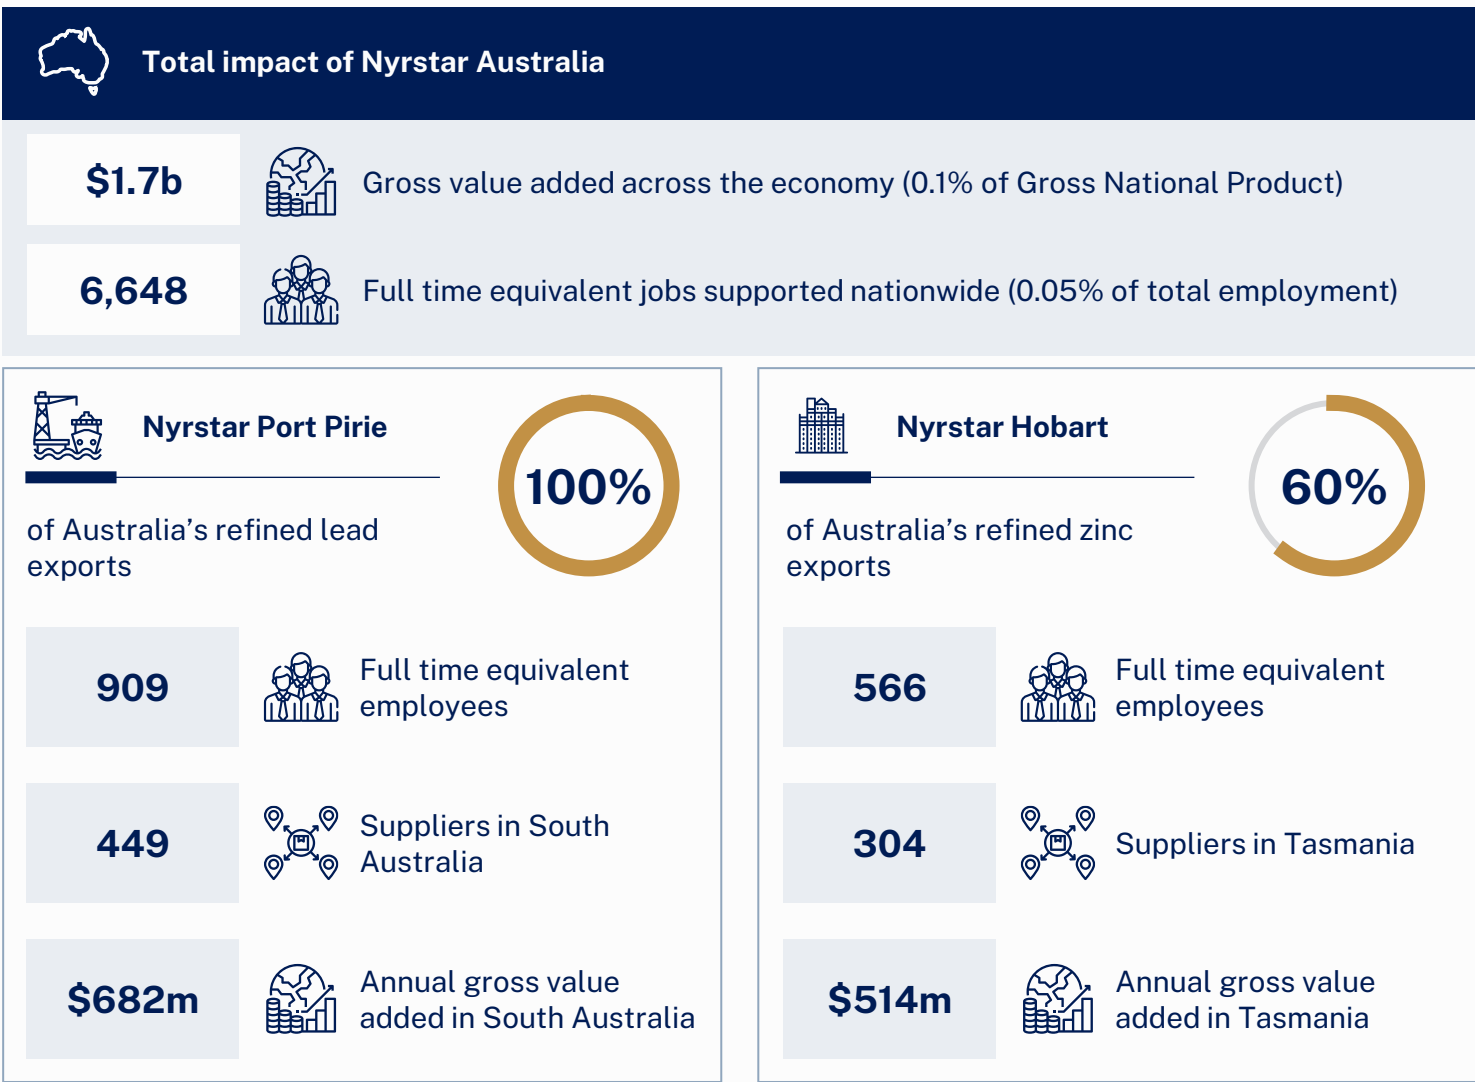 Total impact of Nyrstar Australia
$1.7b
Gross value added across the economy (0.1% of Gross National Product)
6,648
Full time equivalent jobs supported nationwide (0.05% of total employment)
Nyrstar Port Pirie
100%
of Australia’s refined lead
exports
909
Full time equivalent
employees
449
Suppliers in South
Australia
$682m
Annual gross value
added in South Australia
Nyrstar Hobart
60%
of Australia’s refined zinc
exports
566
Full time equivalent
employees
304
Suppliers in Tasmania
$514m
Annual gross value
added in Tasmania